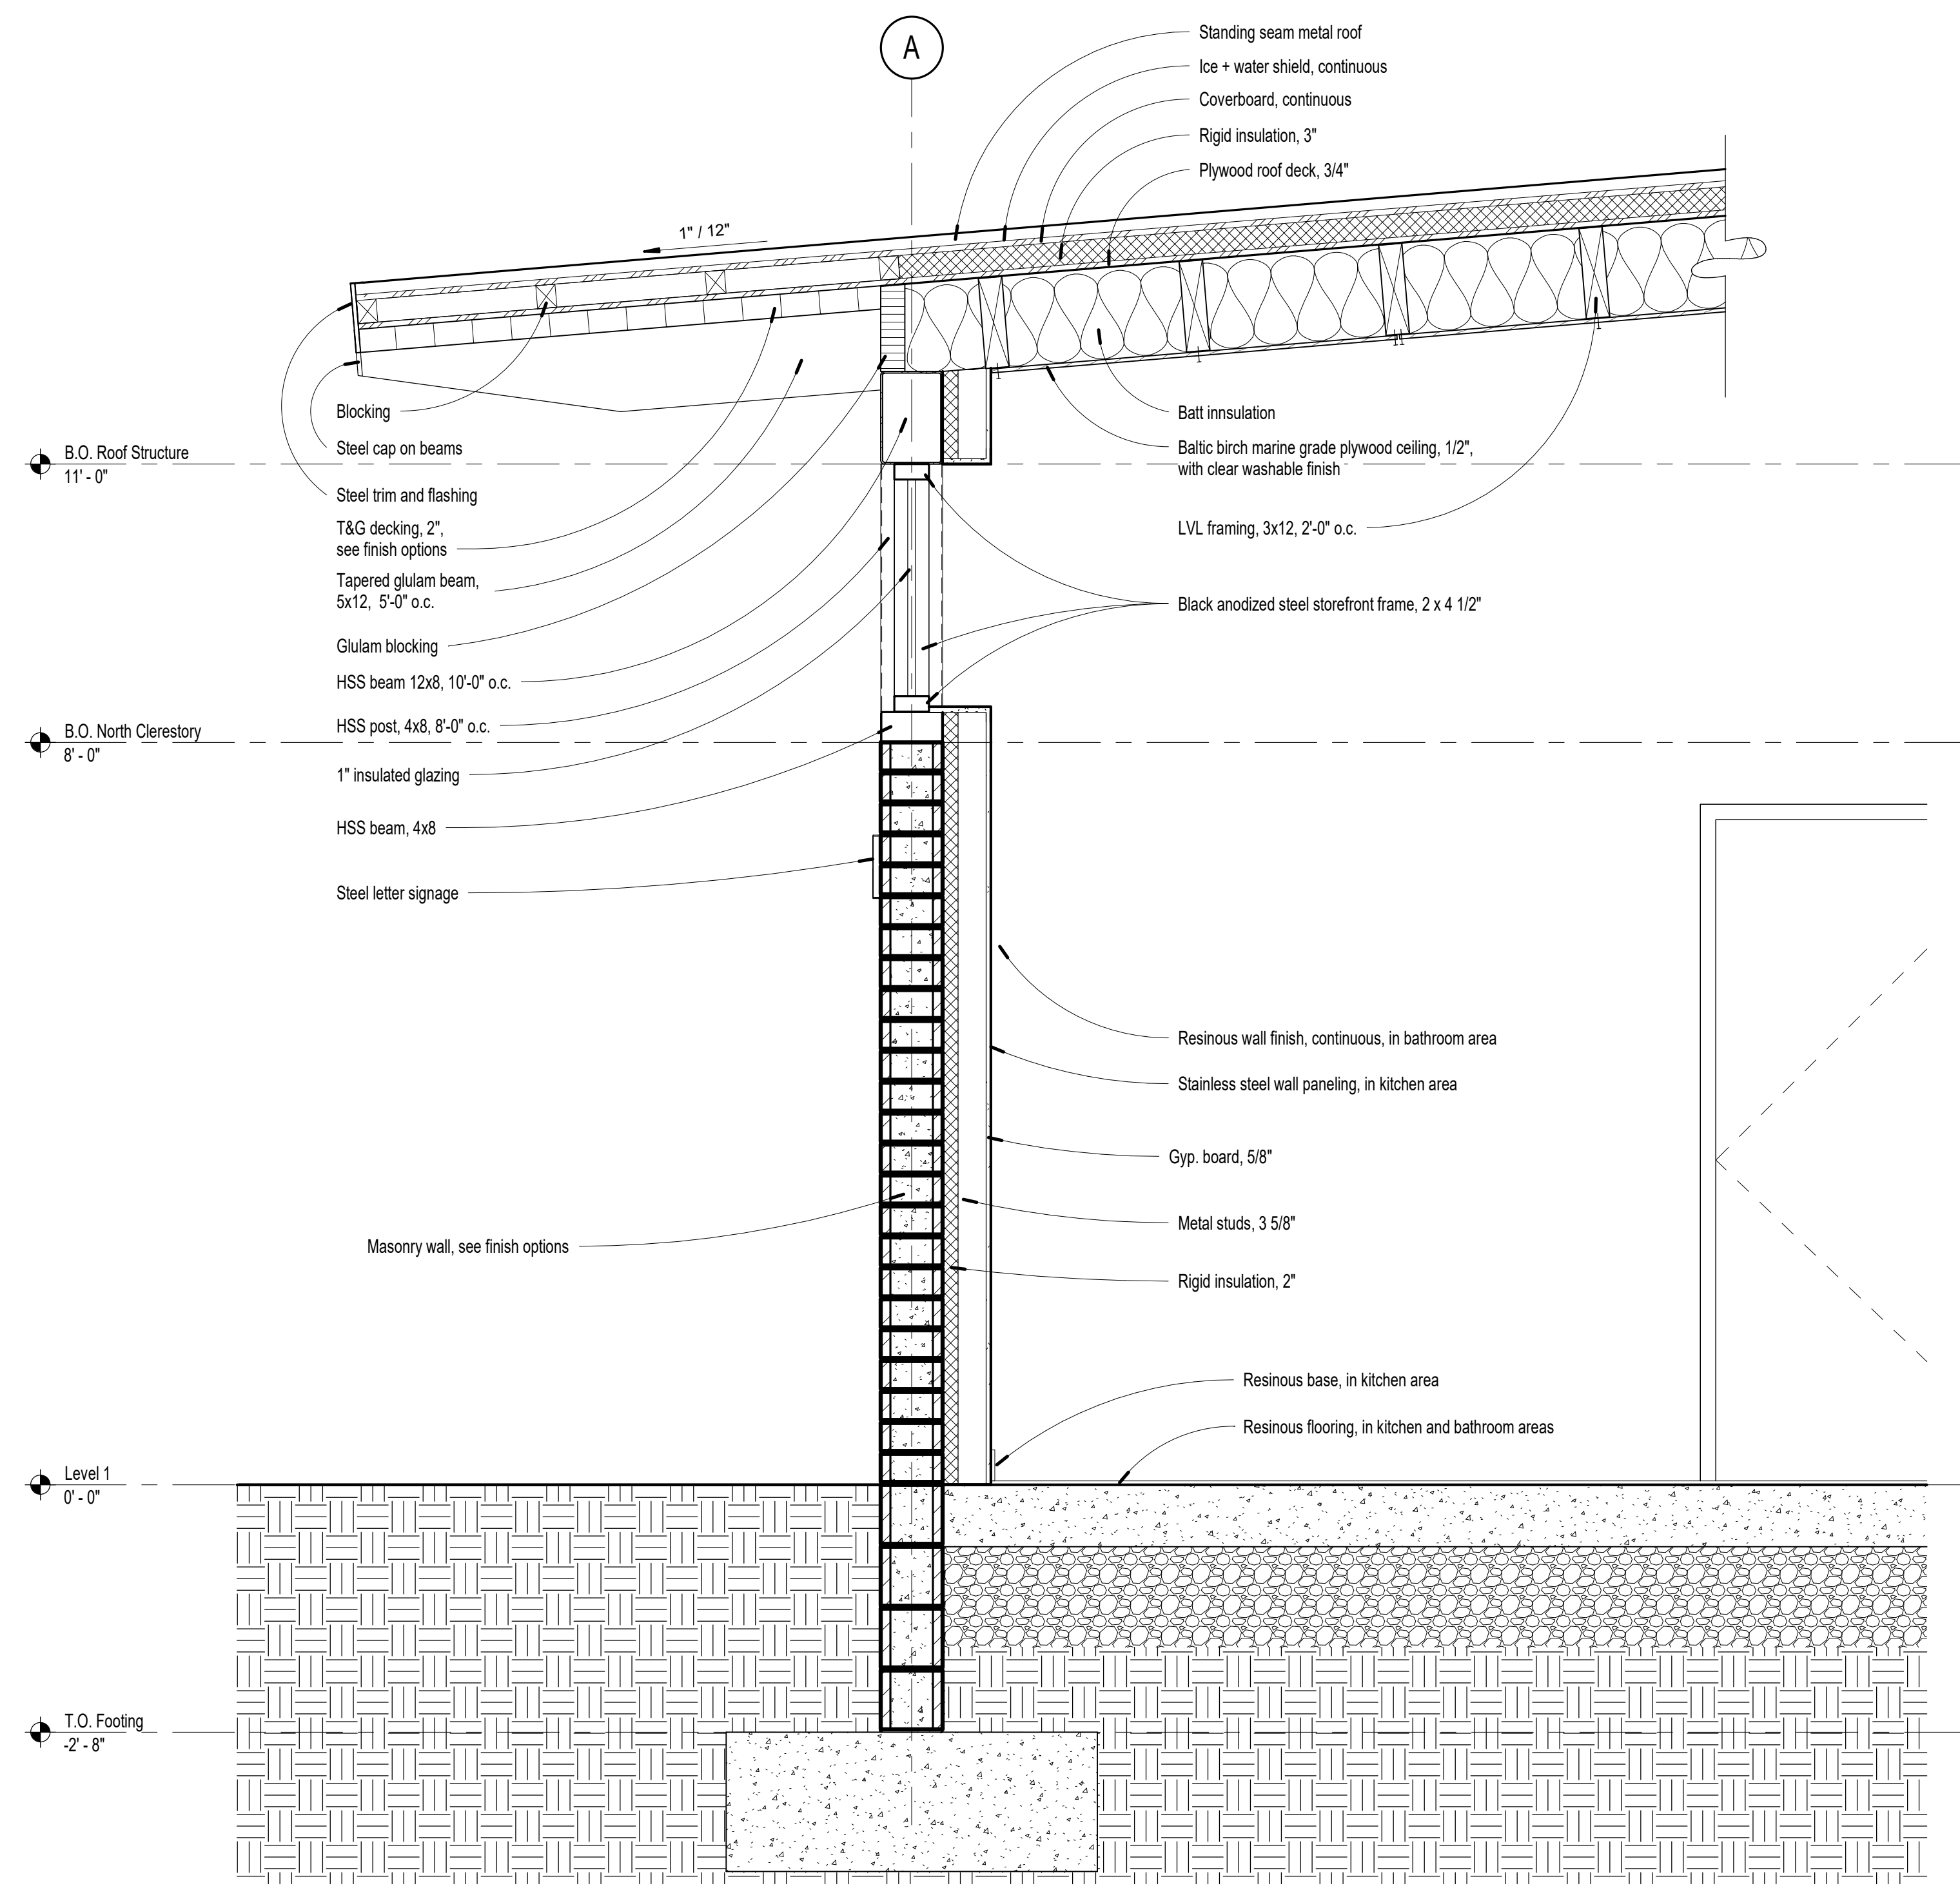 A
Standing seam metal roof
Ice + water shield, continuous
Coverboard, continuous
Rigid insulation, 3"
Plywood roof deck, 3/4"
1" / 12"
Blocking
Steel cap on beams
Steel trim and flashing
T&G decking, 2",
see finish options
Tapered glulam beam,
5x12, 5'-0" o.c.
Glulam blocking
HSS beam 12x8, 10'-0" o.c.
HSS post, 4x8, 8'-0" o.c.
1" insulated glazing
HSS beam, 4x8
Steel letter signage
Masonry wall, see finish options
Batt innsulation
Baltic birch marine grade plywood ceiling, 1/2",
with clear washable finish
LVL framing, 3x12, 2'-0" o.c.
Black anodized steel storefront frame, 2 x 4 1/2"
Resinous wall finish, continuous, in bathroom area
Stainless steel wall paneling, in kitchen area
Gyp. board, 5/8"
Metal studs, 3 5/8"
Rigid insulation, 2"
Resinous base, in kitchen area
Resinous flooring, in kitchen and bathroom areas
B.O. Roof Structure
11' - 0"
B.O. North Clerestory
8' - 0"
Level 1
0' - 0"
T.O. Footing
-2' - 8"